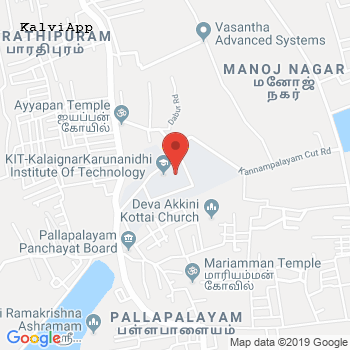 KalviApp
RATHIPURAM
பாரதிபுரம்
Vasantha
Advanced Systems
MANOJ NAGAR
மனோஜ்
நகர்
Dabur Rd
Ayyapan Temple
ஐயப்பன்
கோயில்
KIT-KalaignarKarunanidhi
Institute Of Technology
Kannampalayam Cut Rd
Deva Akkini
Kottai Church
Pallapalayam
Panchayat Board
Mariamman Temple
மாரியம்மன்
கோவில்
i Ramakrishna
Ashramam
ஸ்ரீ
PALLAPALAYAM
பள்ளபாளையம்
Google
Map data ©2019 Google